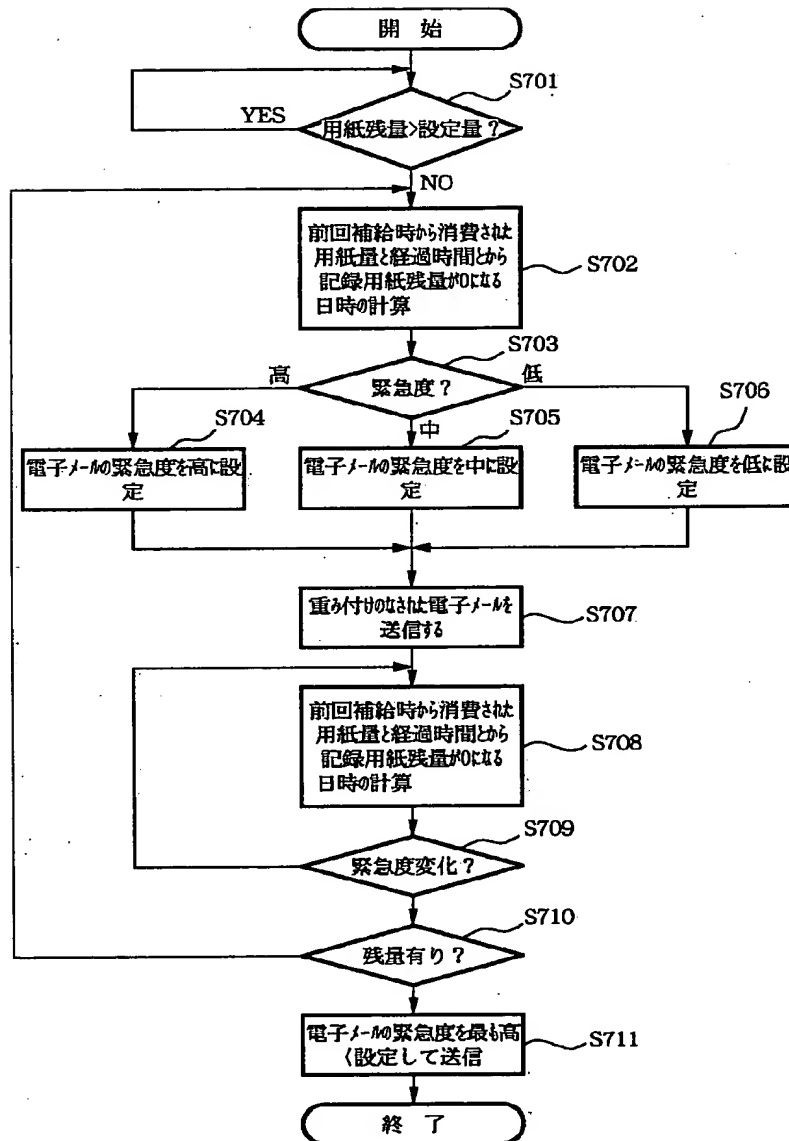 開 始
S701
YES
用紙残量>設定量？
NO
前回補給時から消費された
用紙量と経過時間とから
記録用紙残量が0になる
日時の計算
S702
S703
高
緊急度？
低
中
S704
S705
S706
電子メールの緊急度を高に設
定
電子メールの緊急度を中に設
定
電子メールの緊急度を低に設
定
重み付けのなされた電子メールを
送信する
S707
前回補給時から消費された
用紙量と経過時間とから
記録用紙残量が0になる
日時の計算
S708
S709
緊急度変化？
S710
残量有り？
電子メールの緊急度を最も高
く設定して送信
S711
終 了